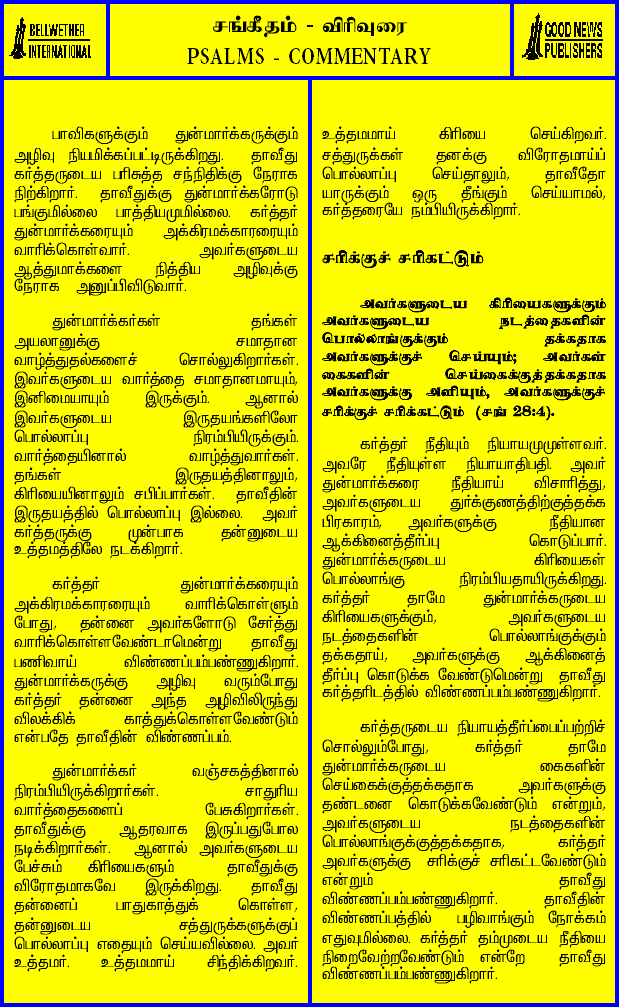 BELLWETHER
INTERNATIONAL
சங்கீதம் - விரிவுரை
PSALMS - COMMENTARY
GOOD NEWS
PUBLISHERS
பாவிகளுக்கும் துன்மார்க்கருக்கும்
அழிவு நியமிக்கப்பட்டிருக்கிறது. தாவீது
கர்த்தருடைய பரிசுத்த சந்நிதிக்கு நேராக
நிற்கிறார். தாவீதுக்கு துன்மார்க்கரோடு
பங்குமில்லை பாத்தியமுமில்லை. கர்த்தர்
துன்மார்க்கரையும் அக்கிரமக்காரரையும்
வாரிக்கொள்வார். அவர்களுடைய
ஆத்துமாக்களை நித்திய அழிவுக்கு
நேராக அனுப்பிவிடுவார்.
துன்மார்க்கர்கள் தங்கள்
அயலானுக்கு சமாதான
வாழ்த்துதல்களைச் சொல்லுகிறார்கள்.
இவர்களுடைய வார்த்தை சமாதானமாயும்,
இனிமையாயும் இருக்கும். ஆனால்
இவர்களுடைய இருதயங்களிலோ
பொல்லாப்பு நிரம்பியிருக்கும்.
வார்த்தையினால் வாழ்த்துவார்கள்.
தங்கள் இருதயத்தினாலும்,
கிரியையினாலும் சபிப்பார்கள். தாவீதின்
இருதயத்தில் பொல்லாப்பு இல்லை. அவர்
கர்த்தருக்கு முன்பாக தன்னுடைய
உத்தமத்திலே நடக்கிறார்.
கர்த்தர் துன்மார்க்கரையும்
அக்கிரமக்காரரையும் வாரிக்கொள்ளும்
போது, தன்னை அவர்களோடு சேர்த்து
வாரிக்கொள்ளவேண்டாமென்று தாவீது
பணிவாய் விண்ணப்பம்பண்ணுகிறார்.
துன்மார்க்கருக்கு அழிவு வரும்போது
கர்த்தர் தன்னை அந்த அழிவிலிருந்து
விலக்கிக் காத்துக்கொள்ளவேண்டும்
என்பதே தாவீதின் விண்ணப்பம்.
துன்மார்க்கர் வஞ்சகத்தினால்
நிரம்பியிருக்கிறார்கள். சாதுரிய
வார்த்தைகளைப் பேசுகிறார்கள்.
தாவீதுக்கு ஆதரவாக இருப்பதுபோல
நடிக்கிறார்கள். ஆனால் அவர்களுடைய
பேச்சும் கிரியைகளும் தாவீதுக்கு
விரோதமாகவே இருக்கிறது. தாவீது
தன்னைப் பாதுகாத்துக் கொள்ள,
தன்னுடைய சத்துருக்களுக்குப்
பொல்லாப்பு எதையும் செய்யவில்லை. அவர்
உத்தமர். உத்தமமாய் சிந்திக்கிறவர்.
உத்தமமாய் கிரியை செய்கிறவர்.
சத்துருக்கள் தனக்கு விரோதமாய்ப்
பொல்லாப்பு செய்தாலும், தாவீதோ
யாருக்கும் ஒரு தீங்கும் செய்யாமல்,
கர்த்தரையே நம்பியிருக்கிறார்.
சரிக்குச் சரிகட்டும்
அவர்களுடைய கிரியைகளுக்கும்
அவர்களுடைய நடத்தைகளின்
பொல்லாங்குக்கும் தக்கதாக
அவர்களுக்குச் செய்யும்; அவர்கள்
கைகளின் செய்கைக்குத்தக்கதாக
அவர்களுக்கு அளியும், அவர்களுக்குச்
சரிக்குச் சரிக்கட்டும் (சங் 28:4).
கர்த்தர் நீதியும் நியாயமுமுள்ளவர்.
அவரே நீதியுள்ள நியாயாதிபதி. அவர்
துன்மார்க்கரை நீதியாய் விசாரித்து,
அவர்களுடைய துர்க்குணத்திற்குத்தக்க
பிரகாரம், அவர்களுக்கு நீதியான
ஆக்கினைத்தீர்ப்பு கொடுப்பார்.
துன்மார்க்கருடைய கிரியைகள்
பொல்லாங்கு நிரம்பியதாயிருக்கிறது.
கர்த்தர் தாமே துன்மார்க்கருடைய
கிரியைகளுக்கும், அவர்களுடைய
நடத்தைகளின் பொல்லாங்குக்கும்
தக்கதாய், அவர்களுக்கு ஆக்கினைத்
தீர்ப்பு கொடுக்க வேண்டுமென்று தாவீது
கர்த்தரிடத்தில் விண்ணப்பம்பண்ணுகிறார்.
கர்த்தருடைய நியாயத்தீர்ப்பைப்பற்றிச்
சொல்லும்போது, கர்த்தர் தாமே
துன்மார்க்கருடைய கைகளின்
செய்கைக்குத்தக்கதாக அவர்களுக்கு
தண்டனை கொடுக்கவேண்டும் என்றும்,
அவர்களுடைய நடத்தைகளின்
பொல்லாங்குக்குத்தக்கதாக, கர்த்தர்
அவர்களுக்கு சரிக்குச் சரிகட்டவேண்டும்
என்றும் தாவீது
விண்ணப்பம்பண்ணுகிறார். தாவீதின்
விண்ணப்பத்தில் பழிவாங்கும் நோக்கம்
எதுவுமில்லை. கர்த்தர் தம்முடைய நீதியை
நிறைவேற்றவேண்டும் என்றே தாவீது
விண்ணப்பம்பண்ணுகிறார்.